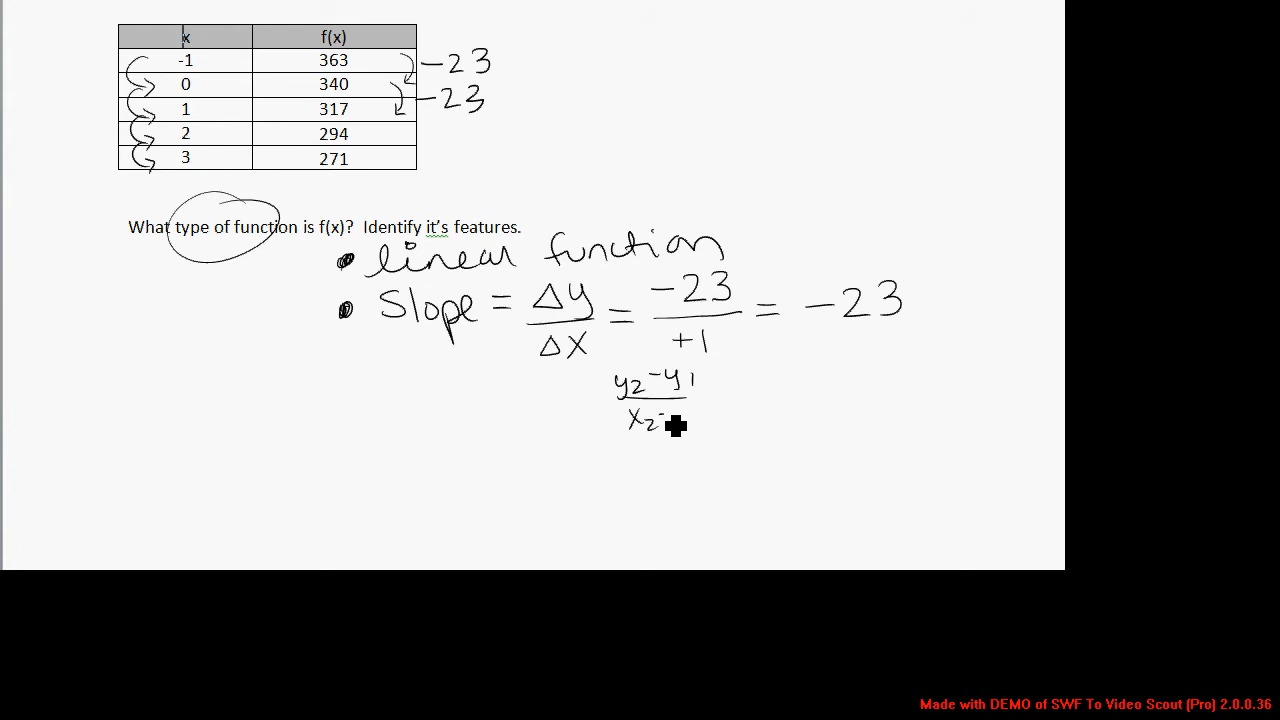 x f(x)
-1 363 -23
0 340 -23
1 317
2 294
3 271
What type of function is f(x)? Identify it's features.
• linear function
• Slope = Δy/Δx = -23/+1 = -23
y2-y1
x2-
Made with DEMO of SWF To Video Scout (Pro) 2.0.0.36